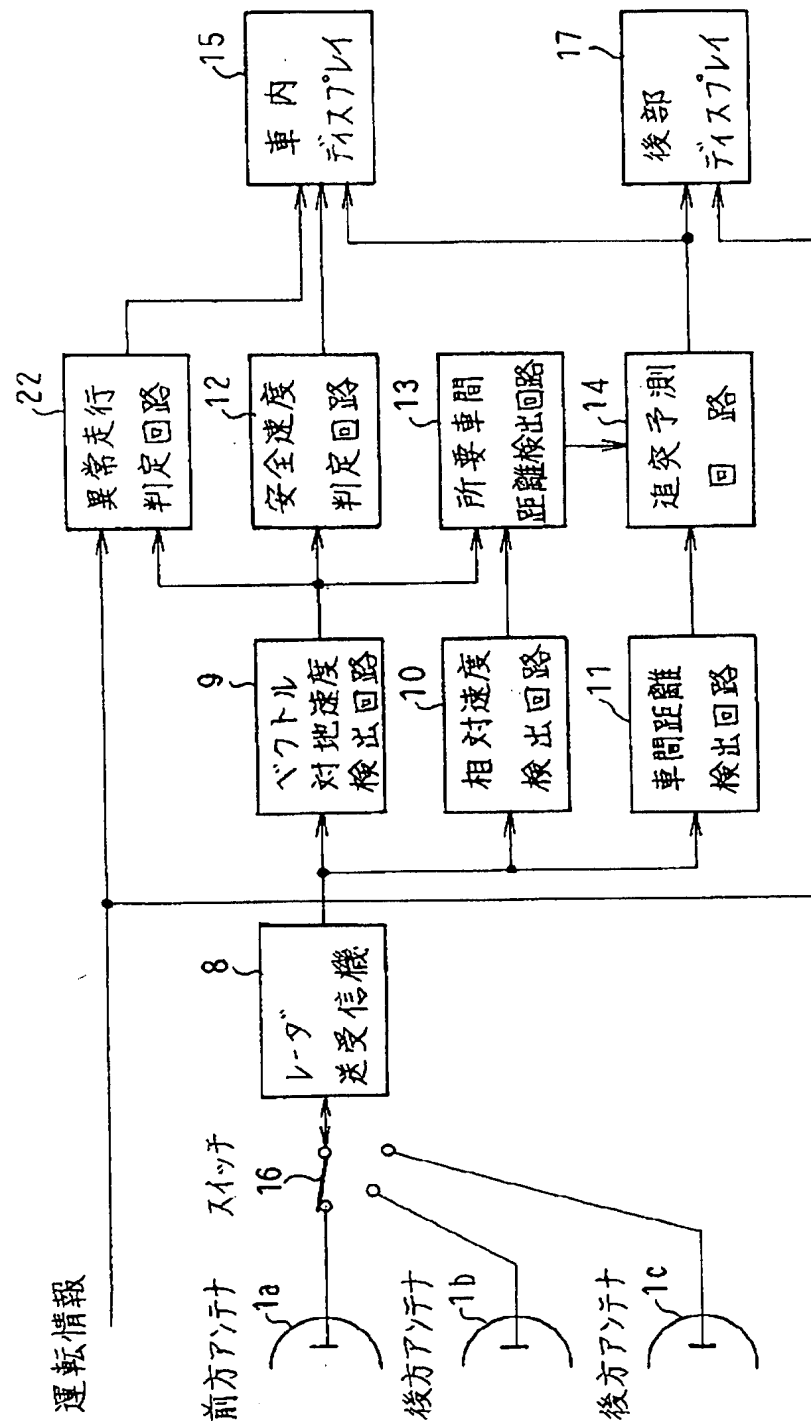 運転情報
前方アンテナ
1a
後方アンテナ
1b
後方アンテナ
1c
スイッチ
16
8
レーダ
送受信機
9
ベクトル
対地速度
検出回路
10
相対速度
検出回路
11
車間距離
検出回路
22
異常走行
判定回路
12
安全速度
判定回路
13
所要車間
距離検出回路
14
追突予測
回路
15
車内
ディスプレイ
17
後部
ディスプレイ